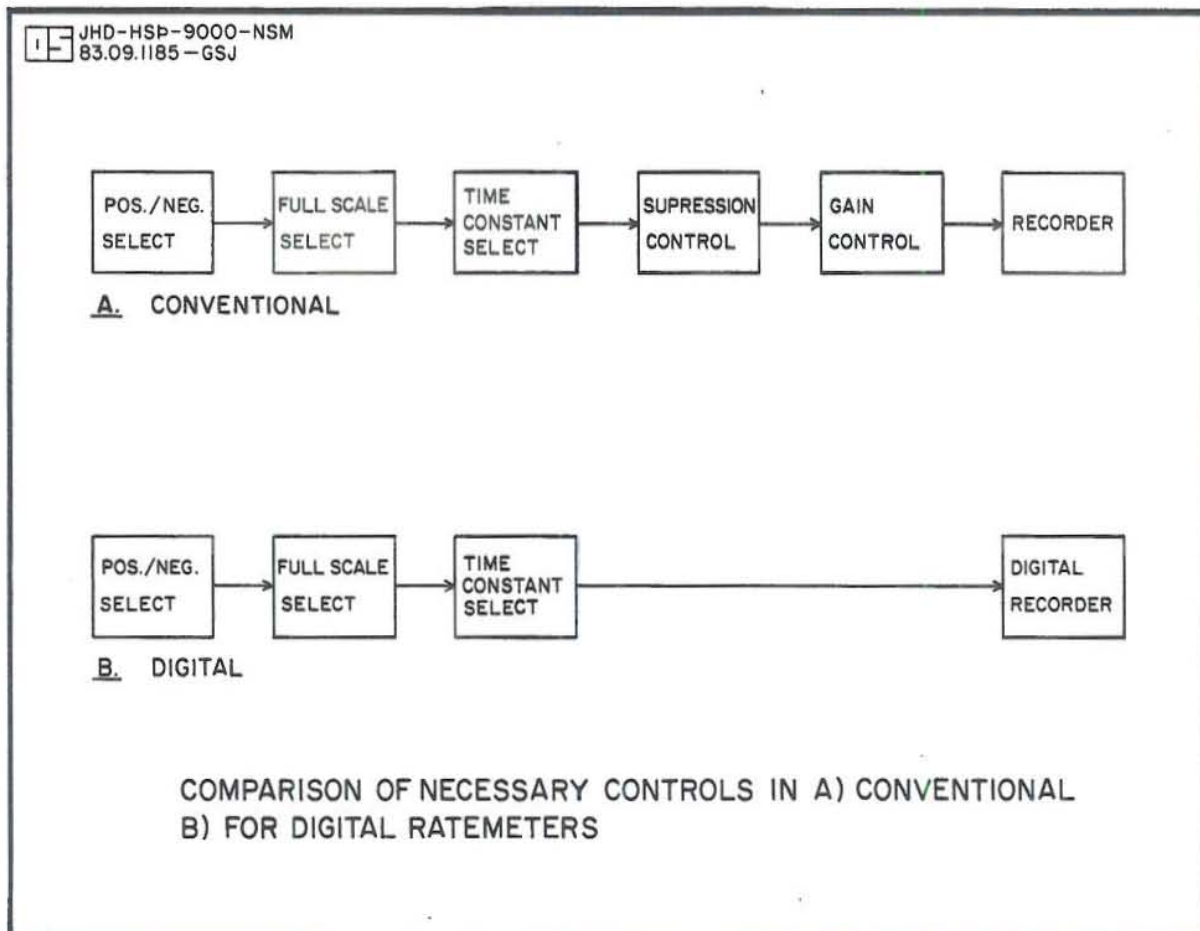 JHD-HSÞ-9000-NSM
83.09.1185-GSJ
POS./NEG.
SELECT
FULL SCALE
SELECT
TIME
CONSTANT
SELECT
SUPRESSION
CONTROL
GAIN
CONTROL
RECORDER
A. CONVENTIONAL
POS./NEG.
SELECT
FULL SCALE
SELECT
TIME
CONSTANT
SELECT
DIGITAL
RECORDER
B. DIGITAL
COMPARISON OF NECESSARY CONTROLS IN A) CONVENTIONAL
B) FOR DIGITAL RATEMETERS